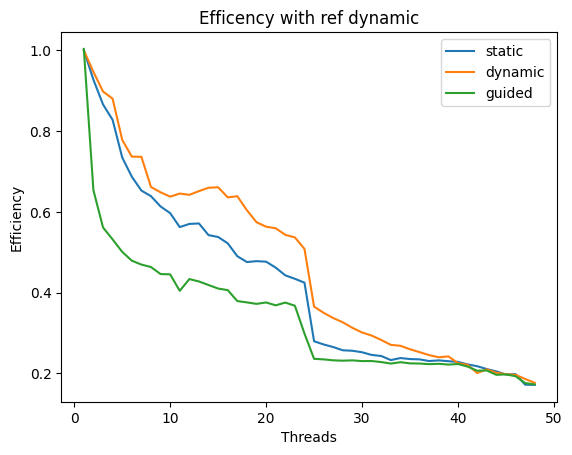 Efficency with ref dynamic
static
dynamic
guided
Efficiency
1.0
0.8
0.6
0.4
0.2
0 10 20 30 40 50
Threads